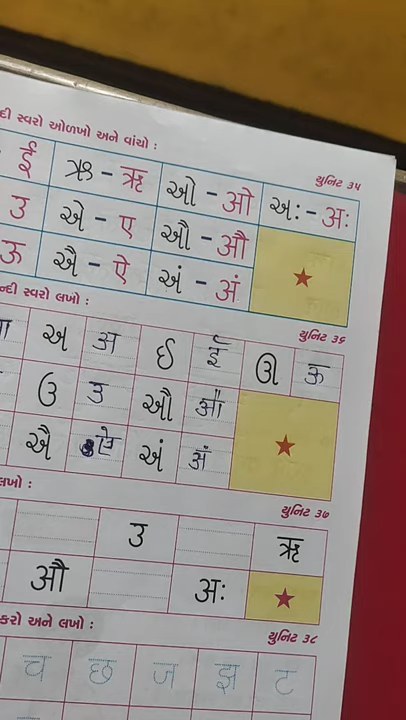 હિન્દી સ્વરો ઓળખો અને વાંચો :
યુનિટ ૩૫
ई ઋ - ऋ ઓ - ओ અઃ - अः
उ એ - ए ઔ - औ
ऊ ઐ - ऐ અં - अं
ન્દી સ્વરો લખો :
યુનિટ ૩૬
અ अ ઈ ई ઊ ऊ
ઉ उ ઔ औ
ઐ ऐ અં अं
લખો :
યુનિટ ૩૭
उ ऋ
औ अः
કરો અને લખો :
યુનિટ ૩૮
च छ ज झ ट